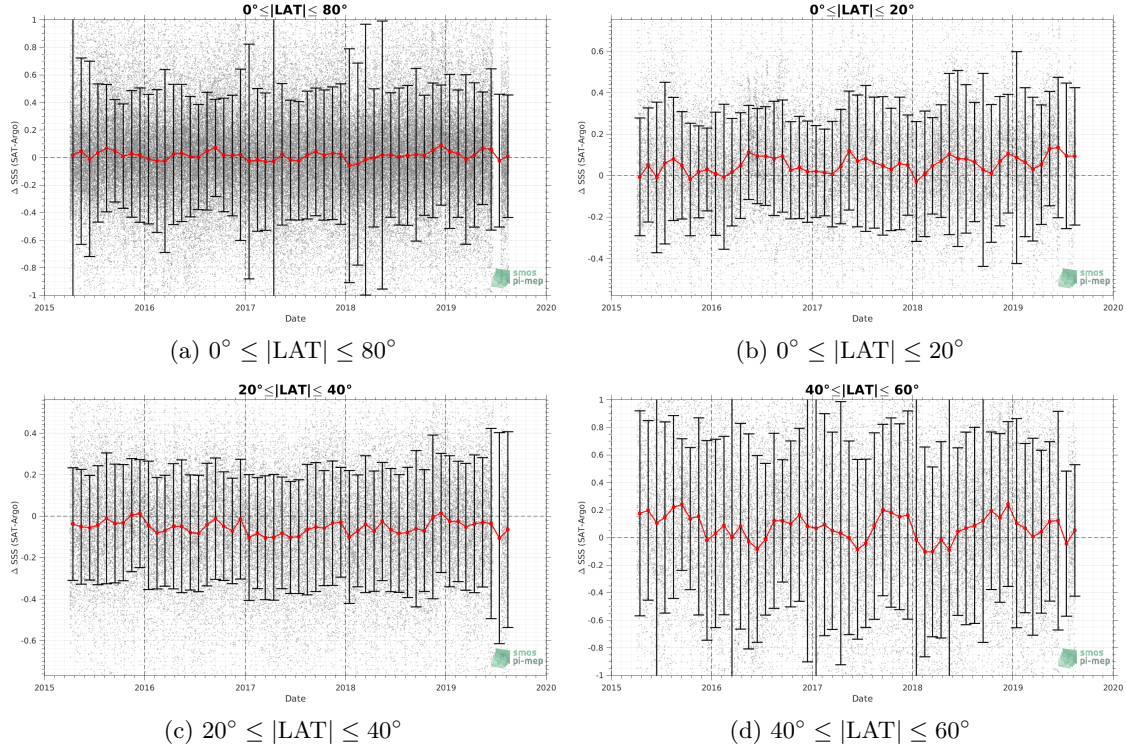 0°≤|LAT|≤ 80°
Δ SSS (SAT-Argo)
1
0.8
0.6
0.4
0.2
0
-0.2
-0.4
-0.6
-0.8
-1
smos
pi-mep
2015 2016 2017 2018 2019 2020
Date
(a) 0° ≤ |LAT| ≤ 80°
0°≤|LAT|≤ 20°
Δ SSS (SAT-Argo)
0.6
0.4
0.2
0
-0.2
-0.4
smos
pi-mep
2015 2016 2017 2018 2019 2020
Date
(b) 0° ≤ |LAT| ≤ 20°
20°≤|LAT|≤ 40°
Δ SSS (SAT-Argo)
0.4
0.2
0
-0.2
-0.4
-0.6
smos
pi-mep
2015 2016 2017 2018 2019 2020
Date
(c) 20° ≤ |LAT| ≤ 40°
40°≤|LAT|≤ 60°
Δ SSS (SAT-Argo)
1
0.8
0.6
0.4
0.2
0
-0.2
-0.4
-0.6
-0.8
-1
smos
pi-mep
2015 2016 2017 2018 2019 2020
Date
(d) 40° ≤ |LAT| ≤ 60°